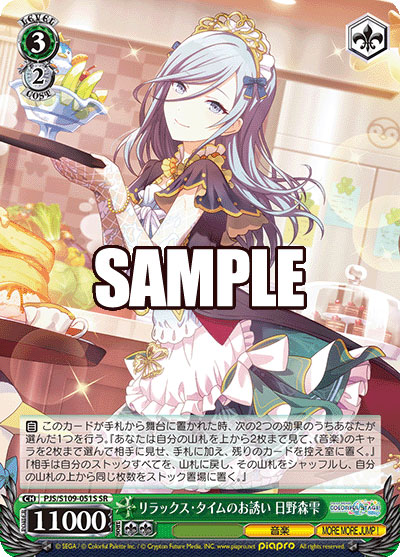 LEVEL
3
2
COST
SAMPLE
自 このカードが手札から舞台に置かれた時、次の2つの効果のうちあなたが
選んだ1つを行う。『あなたは自分の山札を上から2枚まで見て、《音楽》のキャ
ラを2枚まで選んで相手に見せ、手札に加え、残りのカードを控え室に置く。』
『相手は自分のストックすべてを、山札に戻し、その山札をシャッフルし、自分
の山札の上から同じ枚数をストック置場に置く。』
CH PJS/S109-051S SR
リラックス・タイムのお誘い 日野森雫
COLORFUL STAGE!
POWER
11000
SOUL
音楽
MORE MORE JUMP!
© SEGA / © Colorful Palette Inc. / © Crypton Future Media, INC. www.piapro.net piapro All rights reserved.